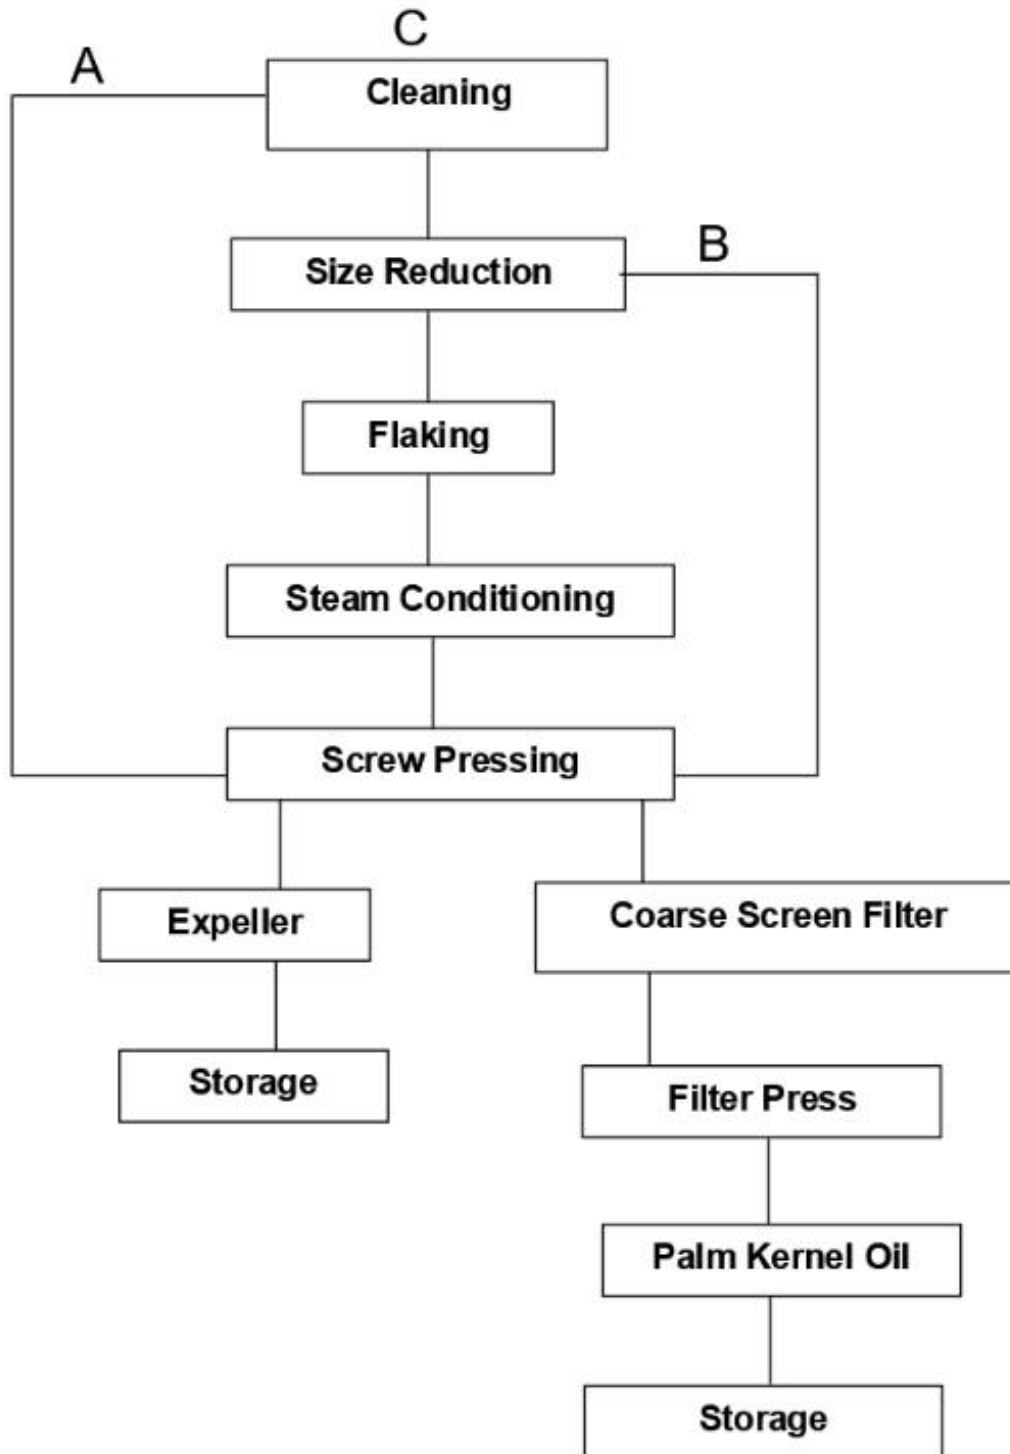 C
A
Cleaning
Size Reduction
B
Flaking
Steam Conditioning
Screw Pressing
Expeller
Coarse Screen Filter
Storage
Filter Press
Palm Kernel Oil
Storage